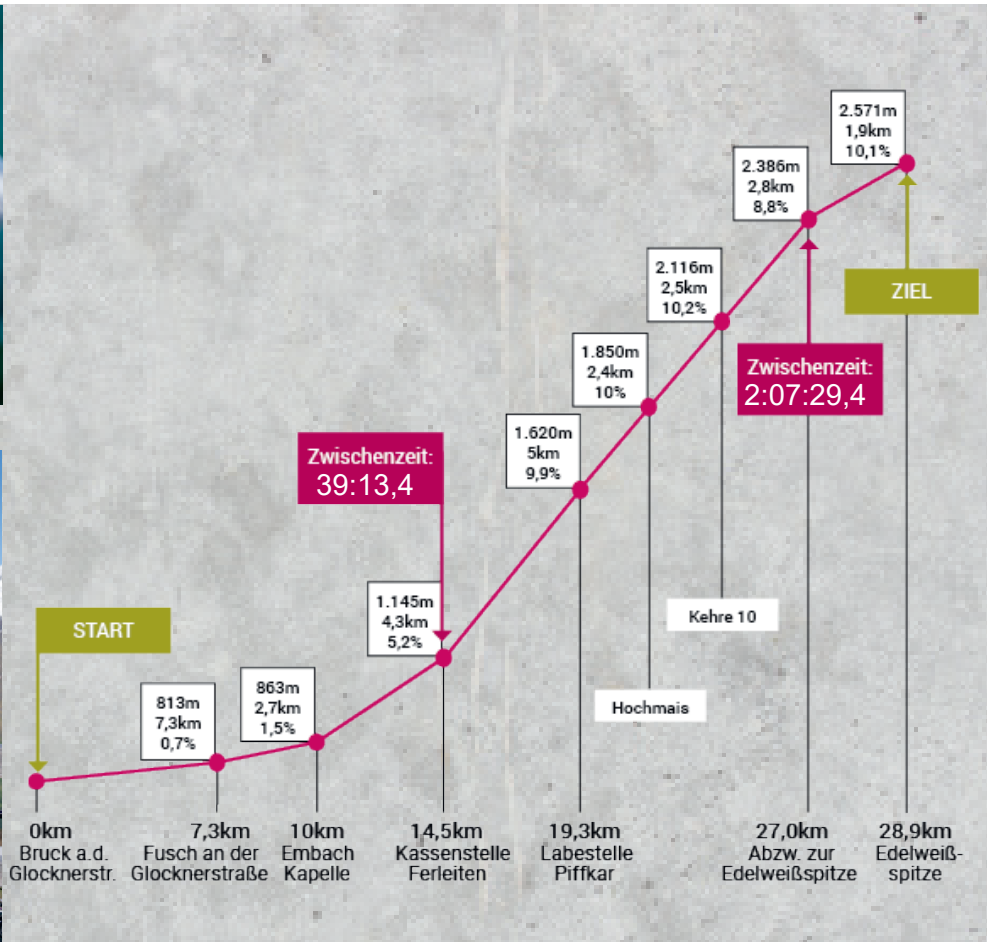 2.571m
1,9km
10,1%
2.386m
2,8km
8,8%
2.116m
2,5km
10,2%
ZIEL
1.850m
2,4km
10%
Zwischenzeit:
2:07:29,4
1.620m
5km
9,9%
Zwischenzeit:
39:13,4
1.145m
4,3km
5,2%
START
Kehre 10
863m
2,7km
1,5%
813m
7,3km
0,7%
Hochmais
0km
Bruck a.d.
Glocknerstr.
7,3km
Fusch an der
Glocknerstraße
10km
Embach
Kapelle
14,5km
Kassenstelle
Ferleiten
19,3km
Labestelle
Piffkar
27,0km
Abzw. zur
Edelweißspitze
28,9km
Edelweiß-
spitze